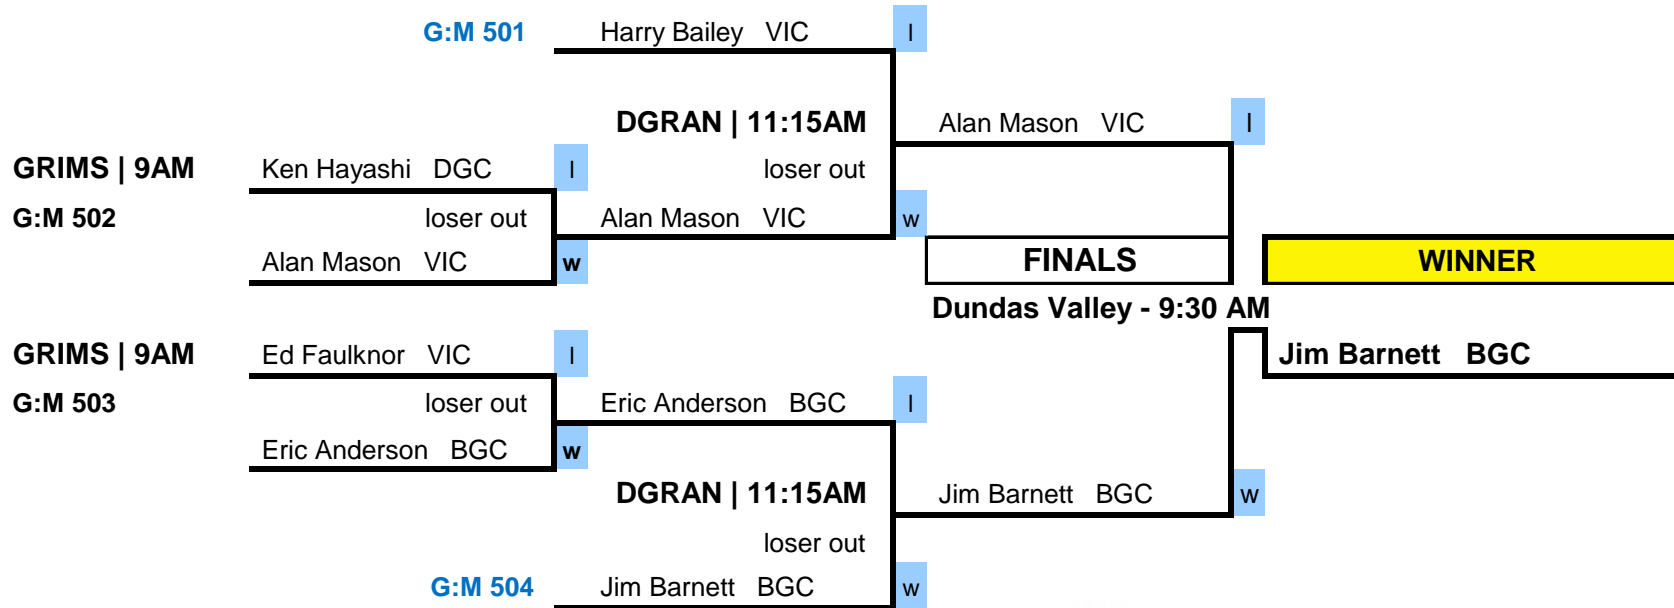 G:M 501 Harry Bailey VIC l
DGRAN | 11:15AM Alan Mason VIC l
GRIMS | 9AM Ken Hayashi DGC l loser out
G:M 502 loser out Alan Mason VIC w
Alan Mason VIC w FINALS WINNER
Dundas Valley - 9:30 AM
GRIMS | 9AM Ed Faulknor VIC l Jim Barnett BGC
G:M 503 loser out Eric Anderson BGC l
Eric Anderson BGC w
DGRAN | 11:15AM Jim Barnett BGC w
loser out
G:M 504 Jim Barnett BGC w